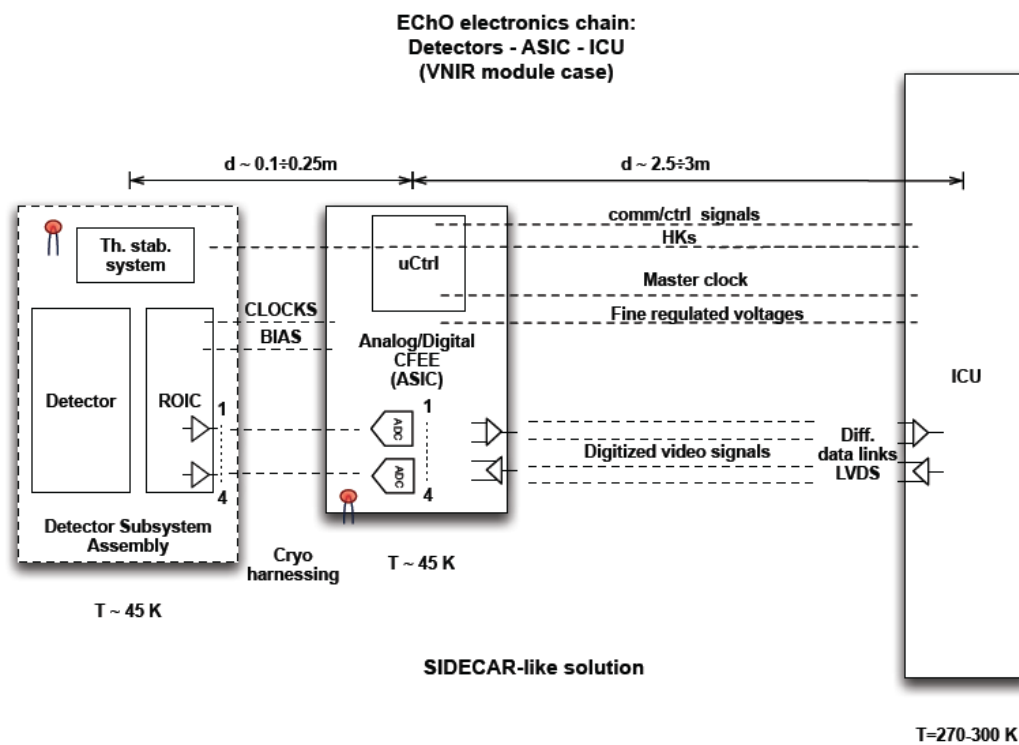 EChO electronics chain:
Detectors - ASIC - ICU
(VNIR module case)
d ~ 0.1÷0.25m
d ~ 2.5÷3m
Th. stab.
system
uCtrl
comm/ctrl signals
HKs
Master clock
Fine regulated voltages
CLOCKS
BIAS
Analog/Digital
CFEE
(ASIC)
ICU
Detector
ROIC
1
4
ADC
ADC
1
4
Digitized video signals
Diff.
data links
LVDS
Detector Subsystem
Assembly
Cryo
harnessing
T ~ 45 K
T ~ 45 K
SIDECAR-like solution
T=270-300 K